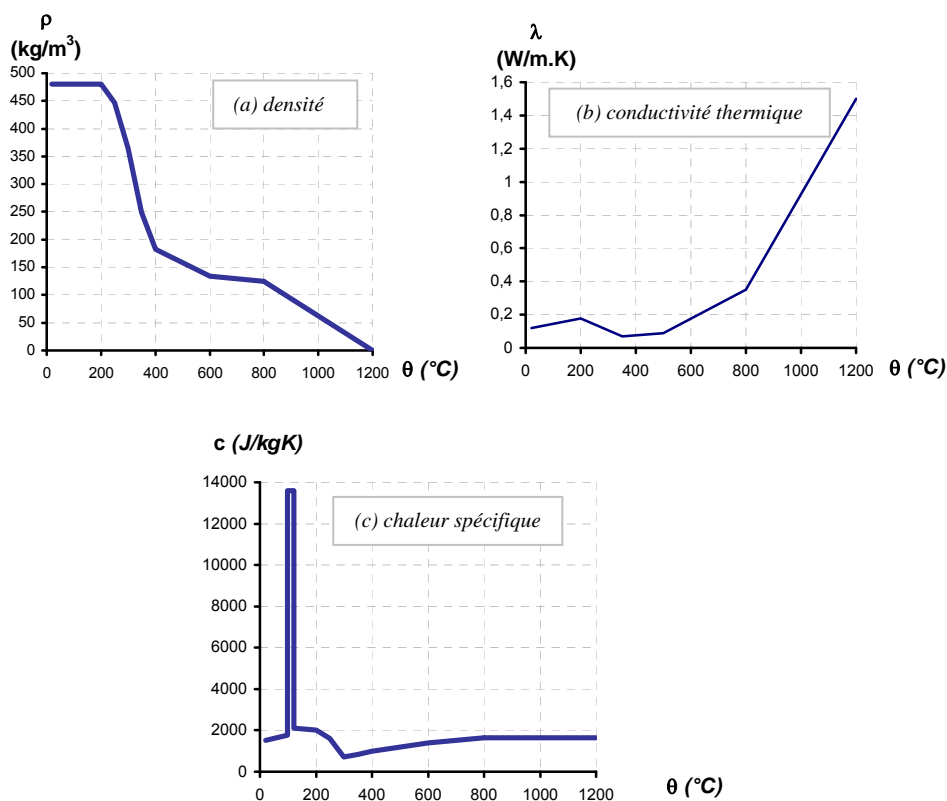 ρ
(kg/m³)
(a) densité
500
450
400
350
300
250
200
150
100
50
0
0 200 400 600 800 1000 1200 θ (°C)
λ
(W/m.K)
(b) conductivité thermique
1,6
1,4
1,2
1
0,8
0,6
0,4
0,2
0
0 200 400 600 800 1000 1200 θ (°C)
c (J/kgK)
(c) chaleur spécifique
14000
12000
10000
8000
6000
4000
2000
0
0 200 400 600 800 1000 1200 θ (°C)